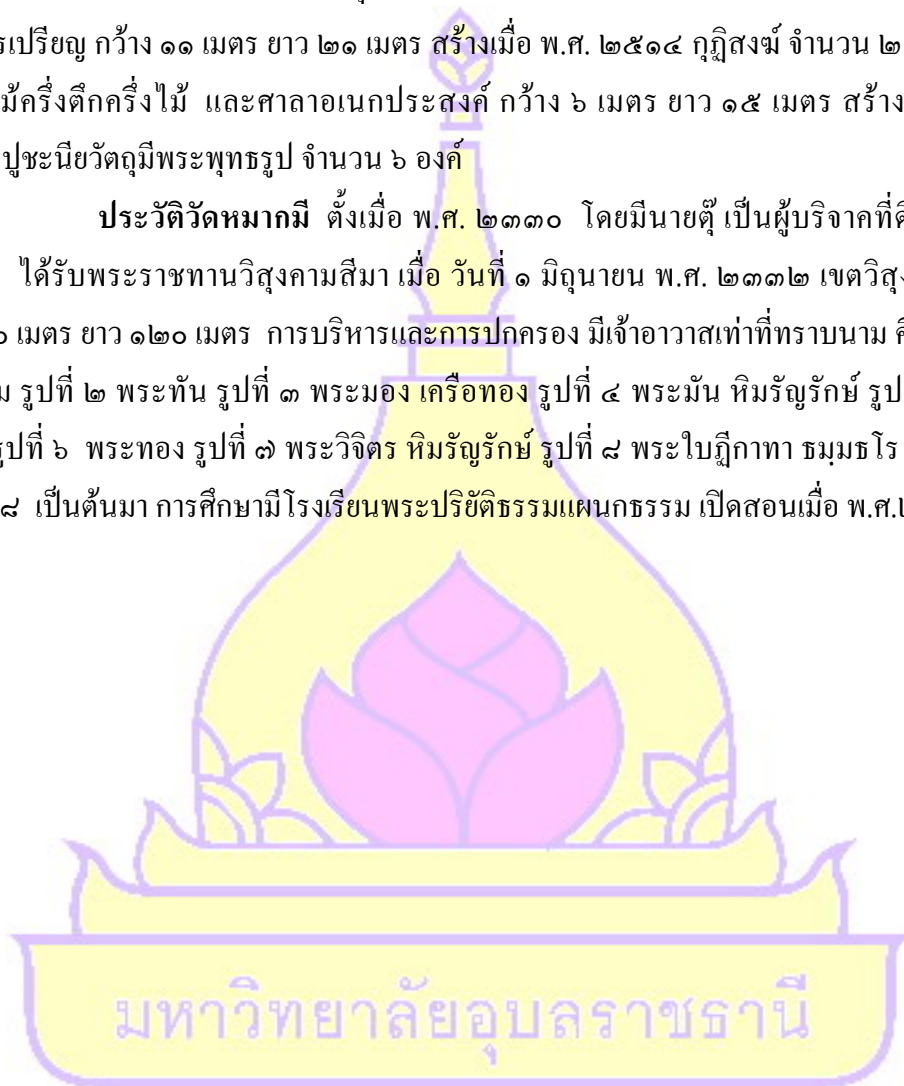 รเปรียญ กว้าง ๑๑ เมตร ยาว ๒๑ เมตร สร้างเมื่อ พ.ศ. ๒๕๑๔ กุฏิสงฆ์ จำนวน ๒
ม้ครึ่งตึกครึ่งไม้ และศาลาอเนกประสงค์ กว้าง ๖ เมตร ยาว ๑๕ เมตร สร้าง
ปูชะนียวัตถุมีพระพุทธรูป จำนวน ๖ องค์
ประวัติวัดหมากมี ตั้งเมื่อ พ.ศ. ๒๓๓๐ โดยมีนายตุ๊ เป็นผู้บริจาคที่ดิ
ได้รับพระราชทานวิสุงคามสีมา เมื่อ วันที่ ๑ มิถุนายน พ.ศ. ๒๓๓๒ เขตวิสุง
เมตร ยาว ๑๒๐ เมตร การบริหารและการปกครอง มีเจ้าอาวาสเท่าที่ทราบนาม คื
ม รูปที่ ๒ พระทัน รูปที่ ๓ พระมอง เครือทอง รูปที่ ๔ พระมัน หิมรัญรักษ์ รูป
รูปที่ ๖ พระทอง รูปที่ ๗ พระวิจิตร หิมรัญรักษ์ รูปที่ ๘ พระใบฎีกาทา ธมฺมธโร
๘ เป็นต้นมา การศึกษามีโรงเรียนพระปริยัติธรรมแผนกธรรม เปิดสอนเมื่อ พ.ศ.๒
มหาวิทยาลัยอุบลราชธานี